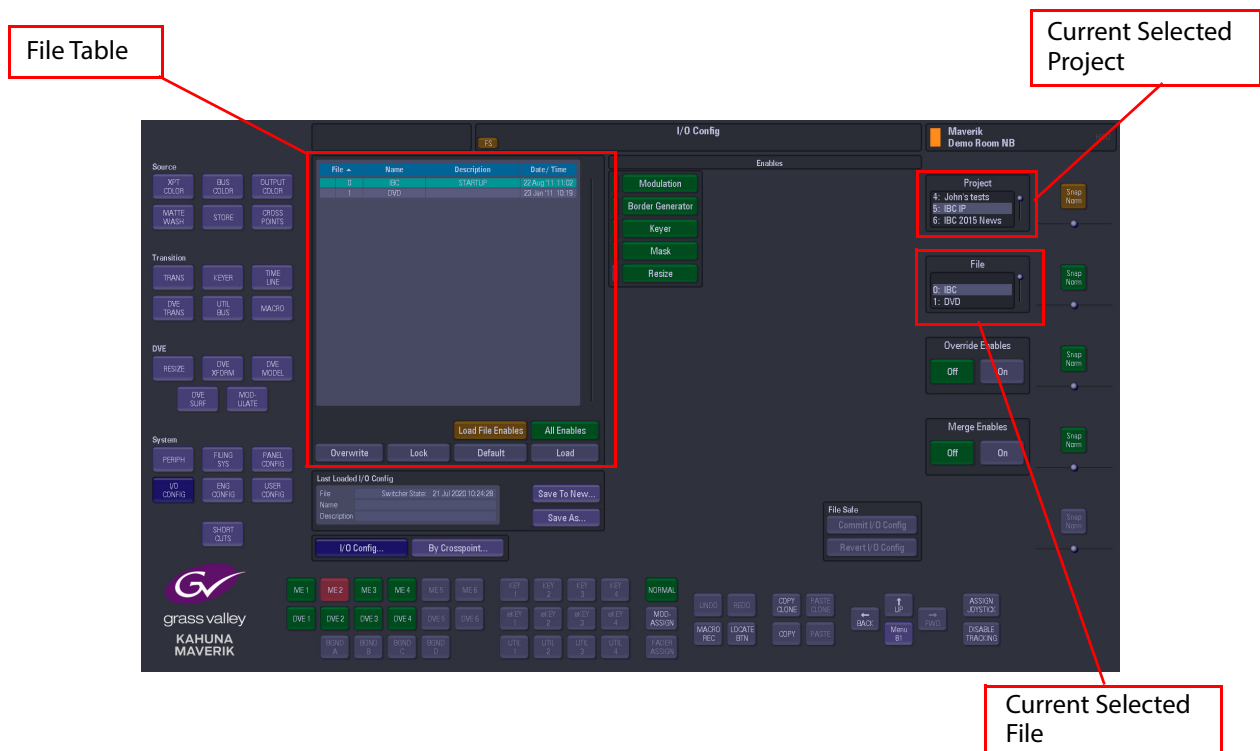 File Table
Current Selected
Project
I/O Config
FS
Maverik
Demo Room NB
Source
XPT
COLOR
BUS
COLOR
OUTPUT
COLOR
MATTE
WASH
STORE
CROSS
POINTS
Transition
TRANS
KEYER
TIME
LINE
DVE
TRANS
UTIL
BUS
MACRO
DVE
RESIZE
DVE
XFORM
DVE
MODEL
DVE
SURF
MOD-
ULATE
System
PERIPH
FILING
SYS
PANEL
CONFIG
I/O
CONFIG
ENG
CONFIG
USER
CONFIG
SHORT
CUTS
File Name Description Date / Time
0 IBC STARTUP 22 Aug '11 11:02
1 DVD 23 Jan '11 10:19
Load File Enables
All Enables
Overwrite
Lock
Default
Load
Last Loaded I/O Config
File Switcher State: 21 Jul 2020 10:24:28
Name
Description
Save To New...
Save As...
I/O Config...
By Crosspoint...
Enables
Modulation
Border Generator
Keyer
Mask
Resize
Project
4: John's tests
5: IBC IP
6: IBC 2015 News
Snap
Norm
File
0: IBC
1: DVD
Snap
Norm
Override Enables
Off
On
Snap
Norm
Merge Enables
Off
On
Snap
Norm
File Safe
Commit I/O Config
Revert I/O Config
Snap
Norm
GV
grass valley
KAHUNA
MAVERIK
ME 1
ME 2
ME 3
ME 4
ME 5
ME 6
KEY
1
KEY
2
KEY
3
KEY
4
NORMAL
DVE 1
DVE 2
DVE 3
DVE 4
DVE 5
DVE 6
eKEY
1
eKEY
2
eKEY
3
eKEY
4
MOD-
ASSIGN
BGND
A
BGND
B
BGND
C
BGND
D
UTIL
1
UTIL
2
UTIL
3
UTIL
4
FADER
ASSIGN
UNDO
REDO
COPY
CLONE
PASTE
CLONE
MACRO
REC
LOCATE
BTN
COPY
PASTE
BACK
UP
FWD
Menu
81
ASSIGN
JOYSTICK
DISABLE
TRACKING
Current Selected
File